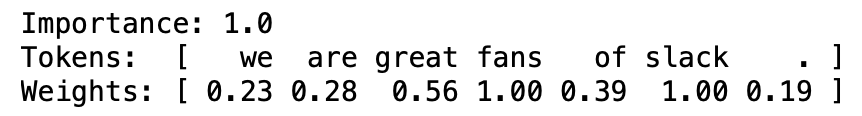 Importance: 1.0
Tokens:  [   we  are great fans   of slack    . ]
Weights: [ 0.23 0.28  0.56 1.00 0.39  1.00 0.19 ]